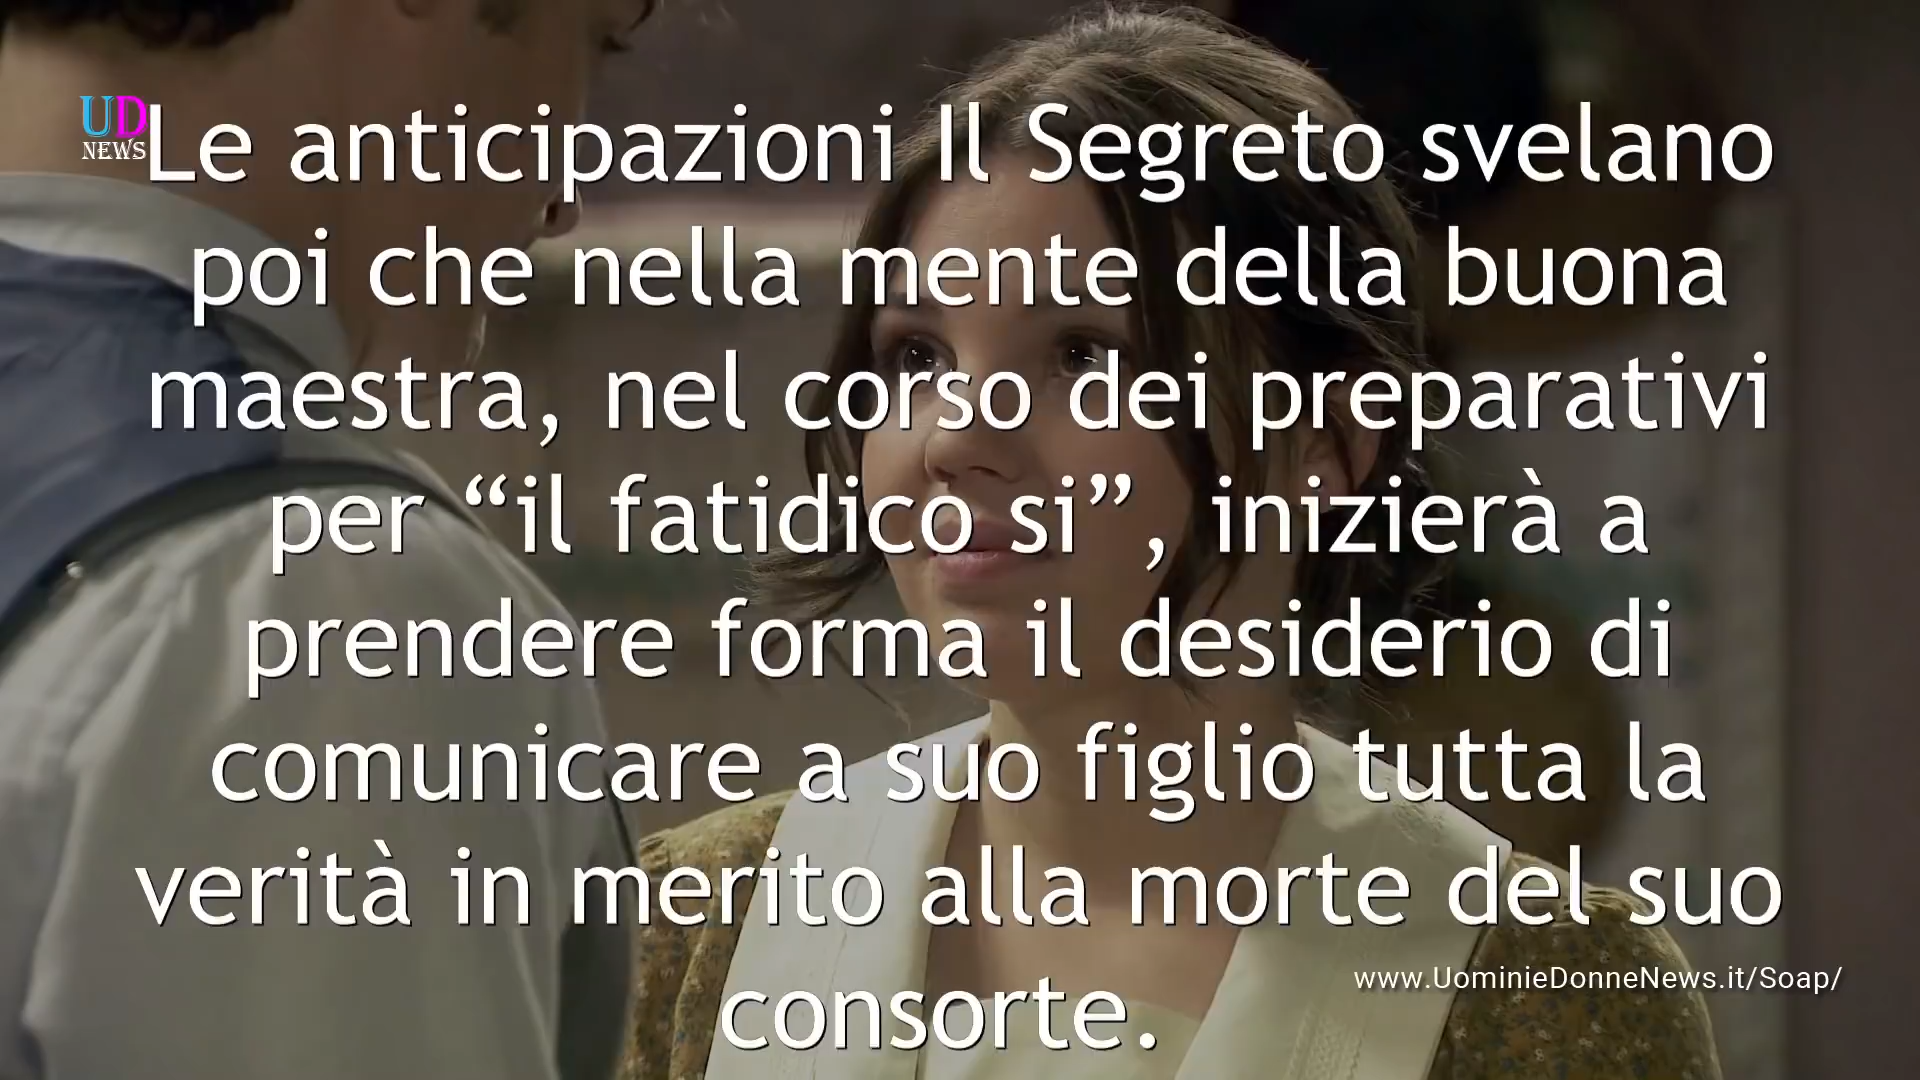 UD
NEWS
Le anticipazioni Il Segreto svelano
poi che nella mente della buona
maestra, nel corso dei preparativi
per “il fatidico si”, inizierà a
prendere forma il desiderio di
comunicare a suo figlio tutta la
verità in merito alla morte del suo
consorte.
www.UominieDonneNews.it/Soap/